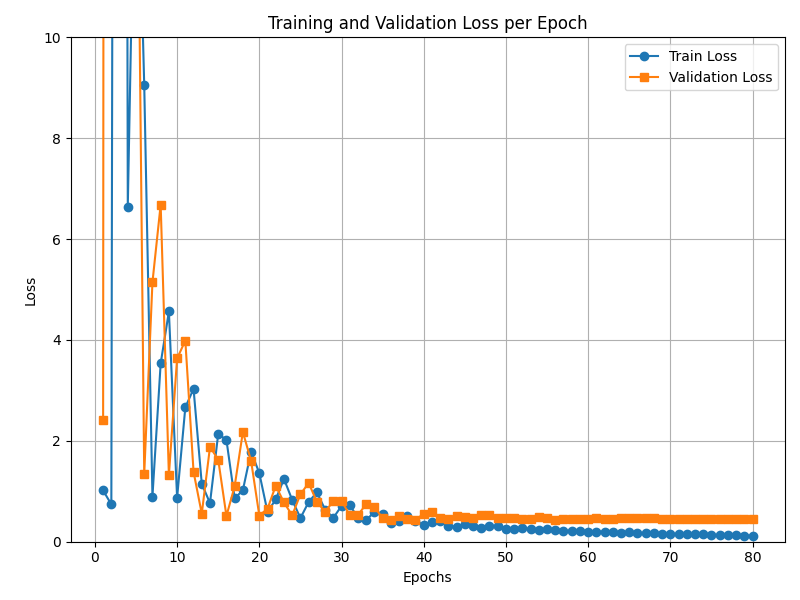 Training and Validation Loss per Epoch
Train Loss
Validation Loss
Loss
10
8
6
4
2
0
0 10 20 30 40 50 60 70 80
Epochs